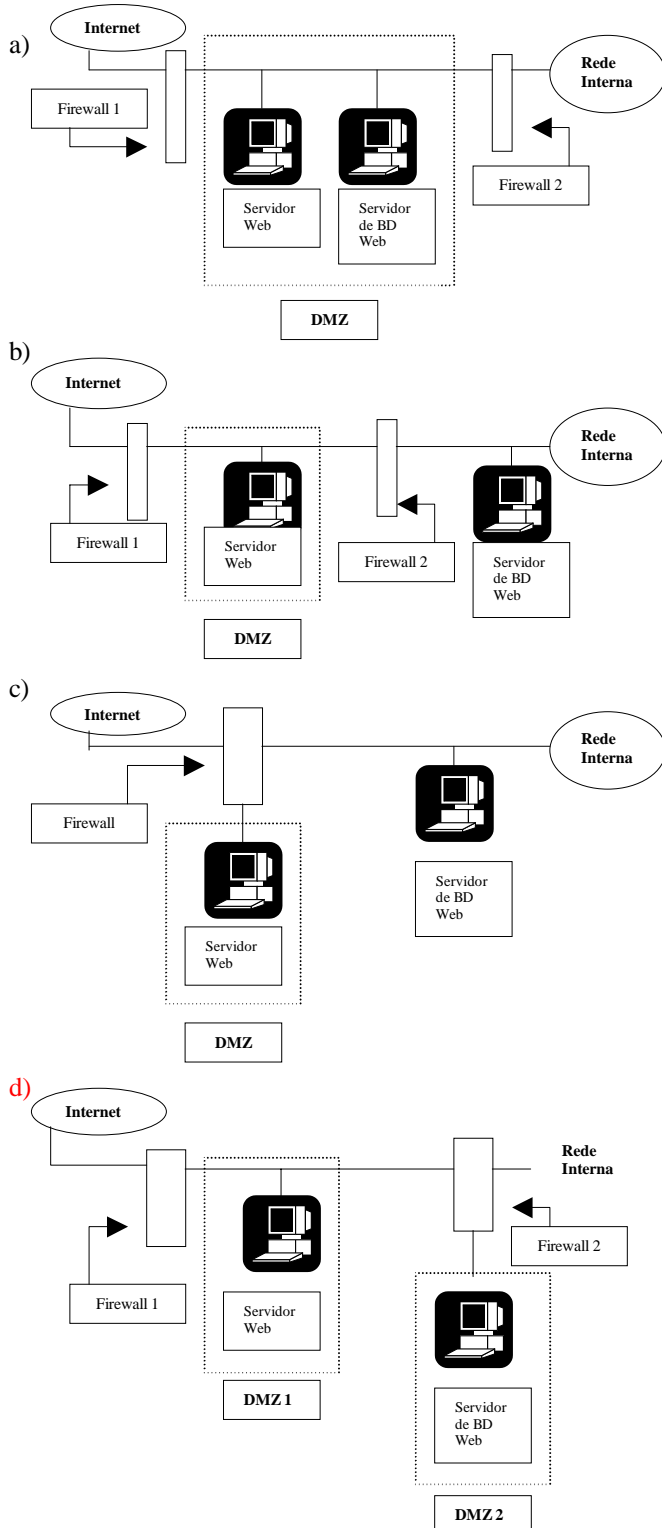 a)
Internet
Rede
Interna
Firewall 1
Firewall 2
Servidor
Web
Servidor
de BD
Web
DMZ
b)
Internet
Rede
Interna
Firewall 1
Servidor
Web
Firewall 2
Servidor
de BD
Web
DMZ
c)
Internet
Rede
Interna
Firewall
Servidor
de BD
Web
Servidor
Web
DMZ
d)
Internet
Rede
Interna
Firewall 2
Firewall 1
Servidor
Web
DMZ 1
Servidor
de BD
Web
DMZ 2